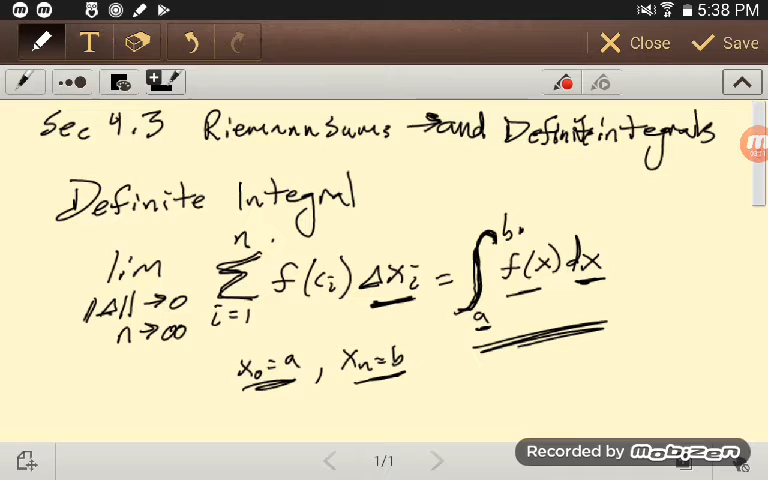 5:38 PM
T Close Save
Sec 4.3 Riemann Sums → and Definite integrals
Definite Integral
lim ||Δ||→0 n→∞ n Σ i=1 f(ci) Δxi = ∫ a b f(x) dx
x₀ = a , xn = b
1/1
Recorded by
mobizen